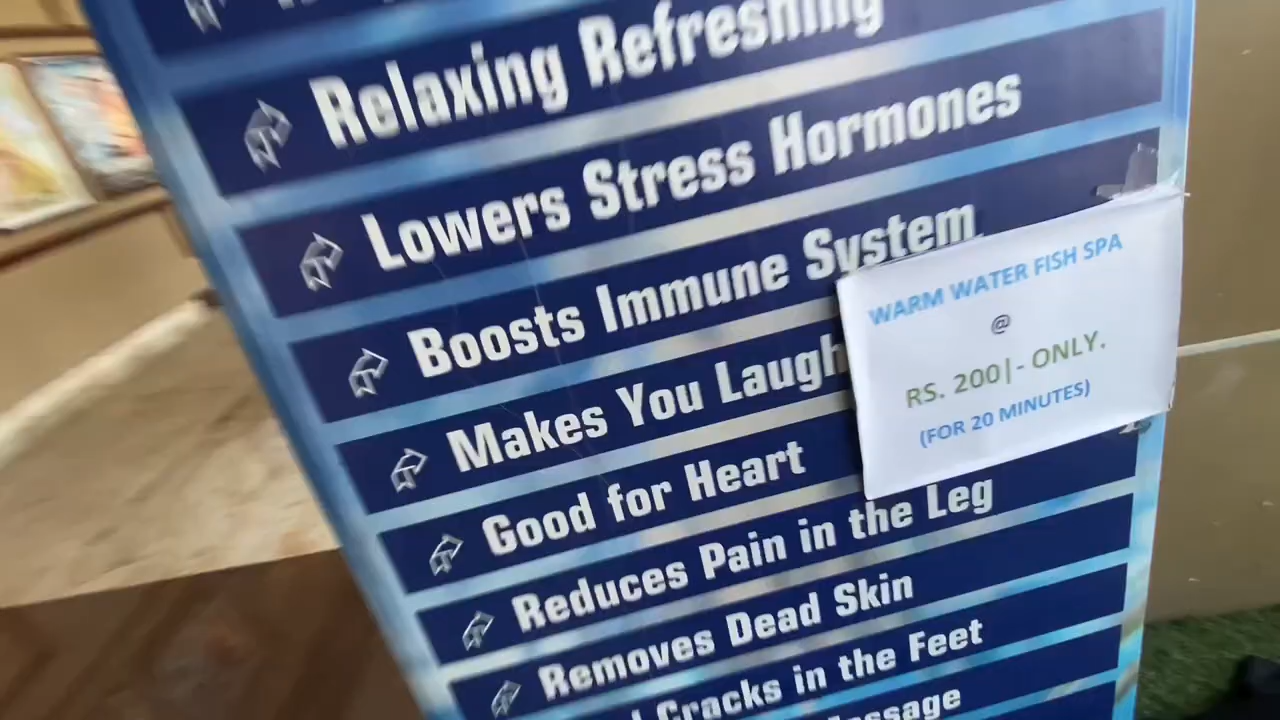 Relaxing Refreshing
Lowers Stress Hormones
Boosts Immune System
Makes You Laugh
Good for Heart
Reduces Pain in the Leg
Removes Dead Skin
Cracks in the Feet
WARM WATER FISH SPA
@
RS. 200|- ONLY.
(FOR 20 MINUTES)